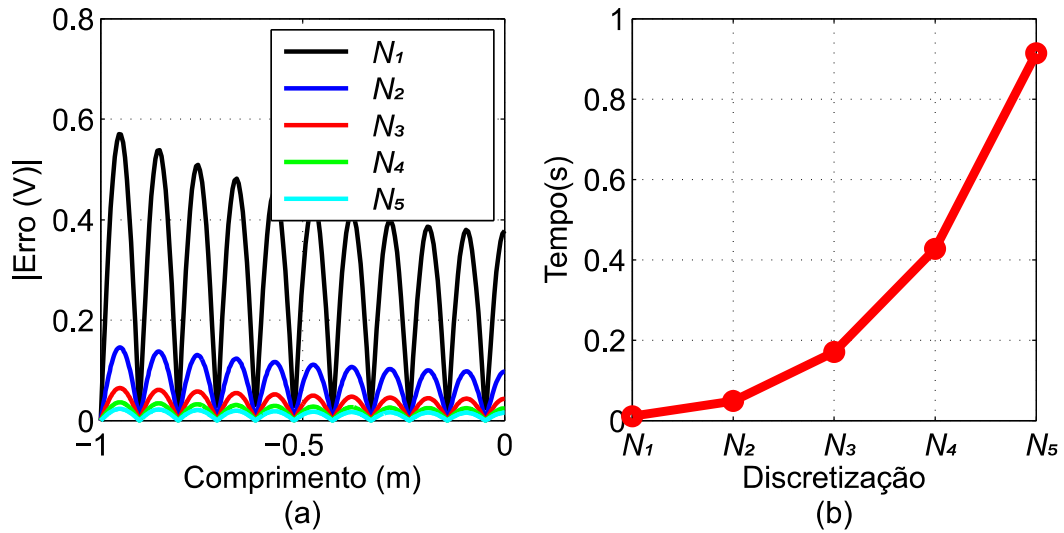 |Erro (V)|
0.8
0.6
0.4
0.2
0
−1
−0.5
0
N₁
N₂
N₃
N₄
N₅
Comprimento (m)
(a)
Tempo(s)
1
0.8
0.6
0.4
0.2
0
N₁
N₂
N₃
N₄
N₅
Discretização
(b)